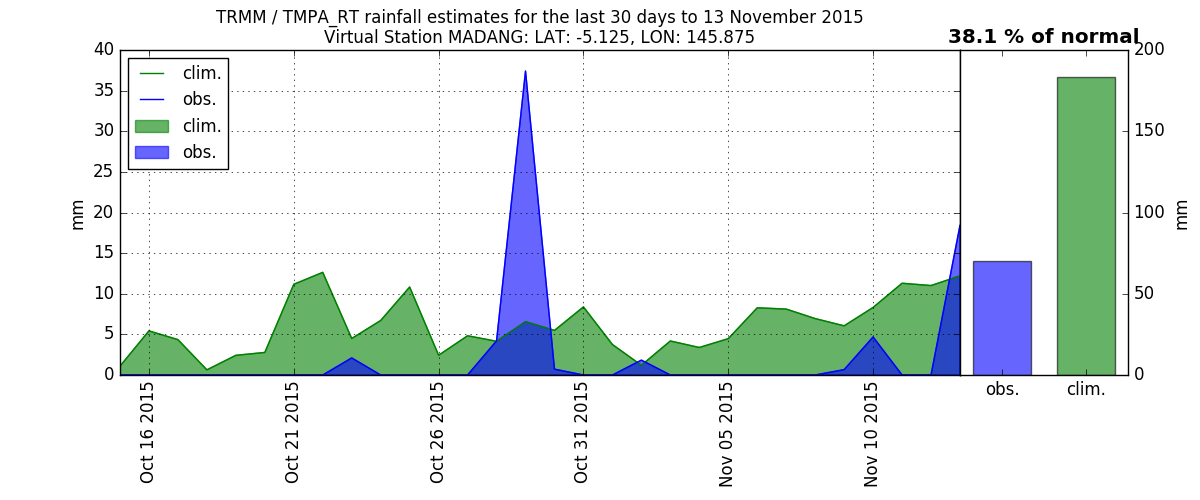 TRMM / TMPA_RT rainfall estimates for the last 30 days to 13 November 2015
Virtual Station MADANG: LAT: -5.125, LON: 145.875
38.1 % of normal
40
35
30
25
20
15
10
5
0
mm
clim.
obs.
clim.
obs.
Oct 16 2015
Oct 21 2015
Oct 26 2015
Oct 31 2015
Nov 05 2015
Nov 10 2015
200
150
100
50
0
mm
obs.
clim.